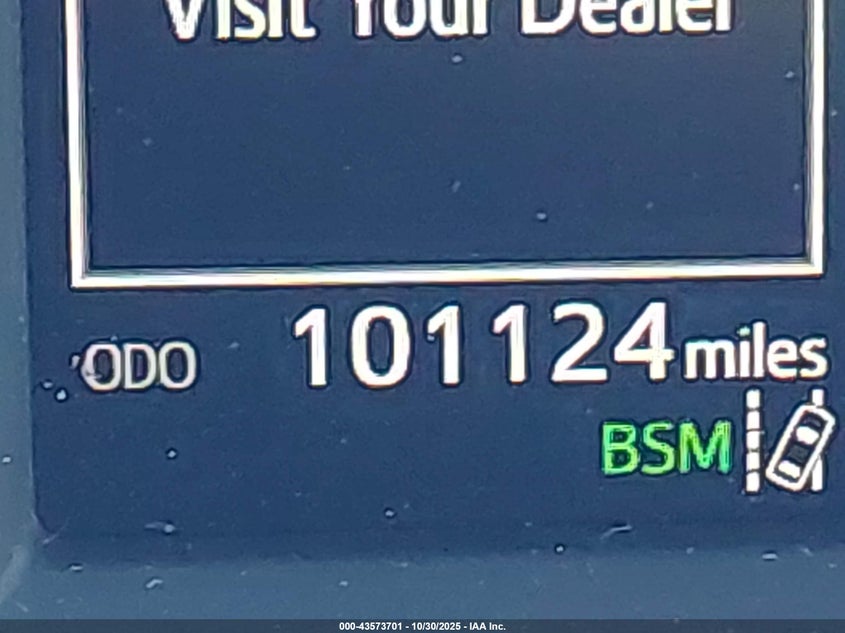 Visit Your Dealer
ODO 101124 miles
BSM
000-43573701 - 10/30/2025 - IAA Inc.